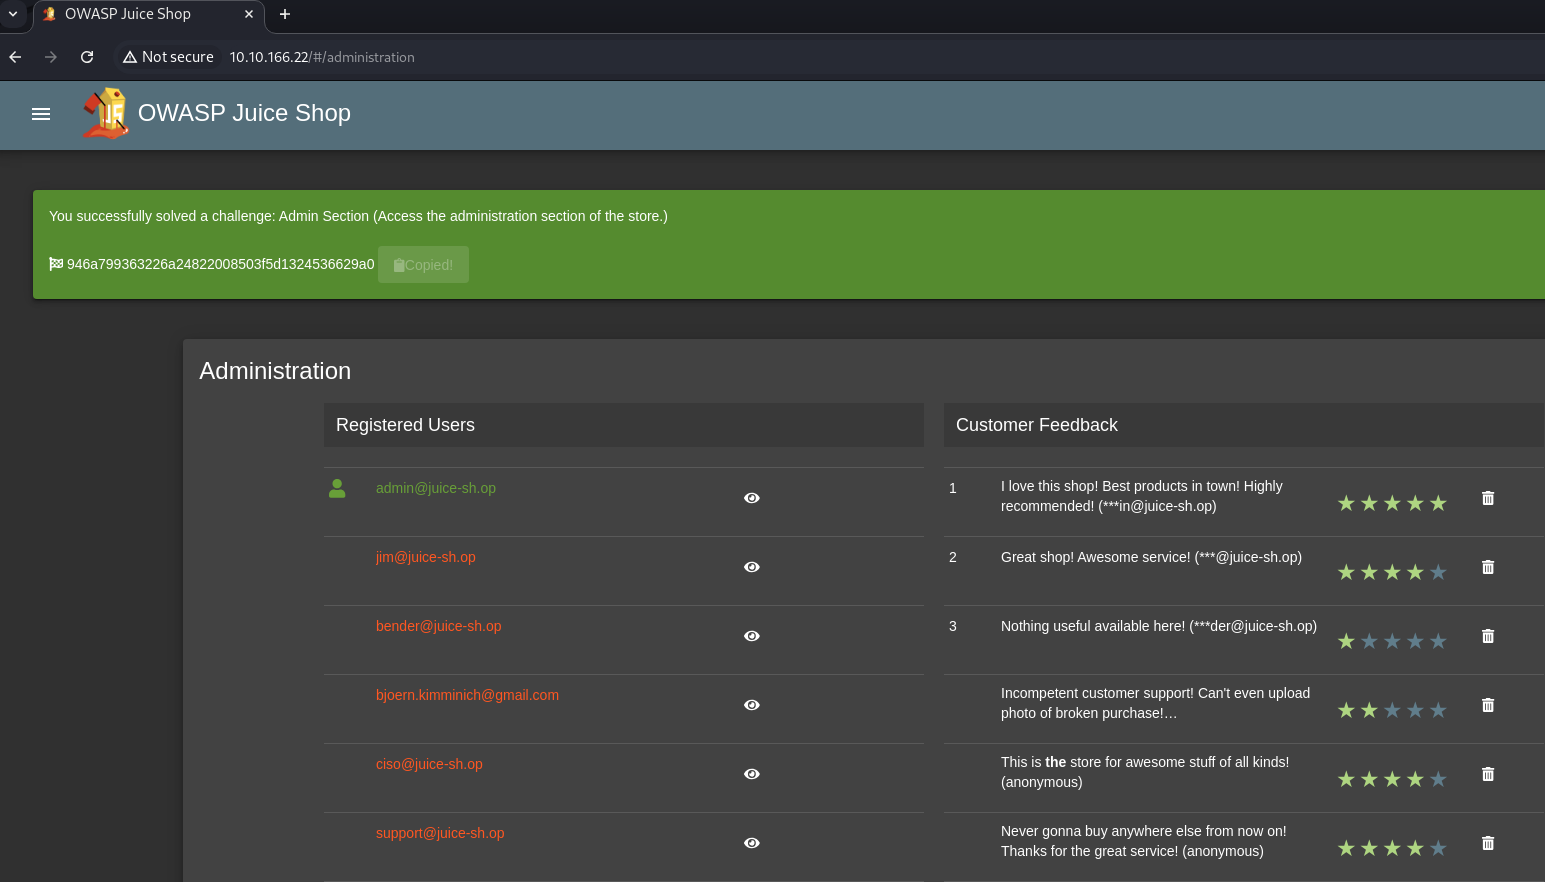 OWASP Juice Shop
Not secure 10.10.166.22/#/administration
OWASP Juice Shop
You successfully solved a challenge: Admin Section (Access the administration section of the store.)
946a799363226a24822008503f5d1324536629a0 Copied!
Administration
Registered Users
admin@juice-sh.op
jim@juice-sh.op
bender@juice-sh.op
bjoern.kimminich@gmail.com
ciso@juice-sh.op
support@juice-sh.op
Customer Feedback
1 I love this shop! Best products in town! Highly
recommended! (***in@juice-sh.op)
2 Great shop! Awesome service! (***@juice-sh.op)
3 Nothing useful available here! (***der@juice-sh.op)
Incompetent customer support! Can't even upload
photo of broken purchase!…
This is the store for awesome stuff of all kinds!
(anonymous)
Never gonna buy anywhere else from now on!
Thanks for the great service! (anonymous)